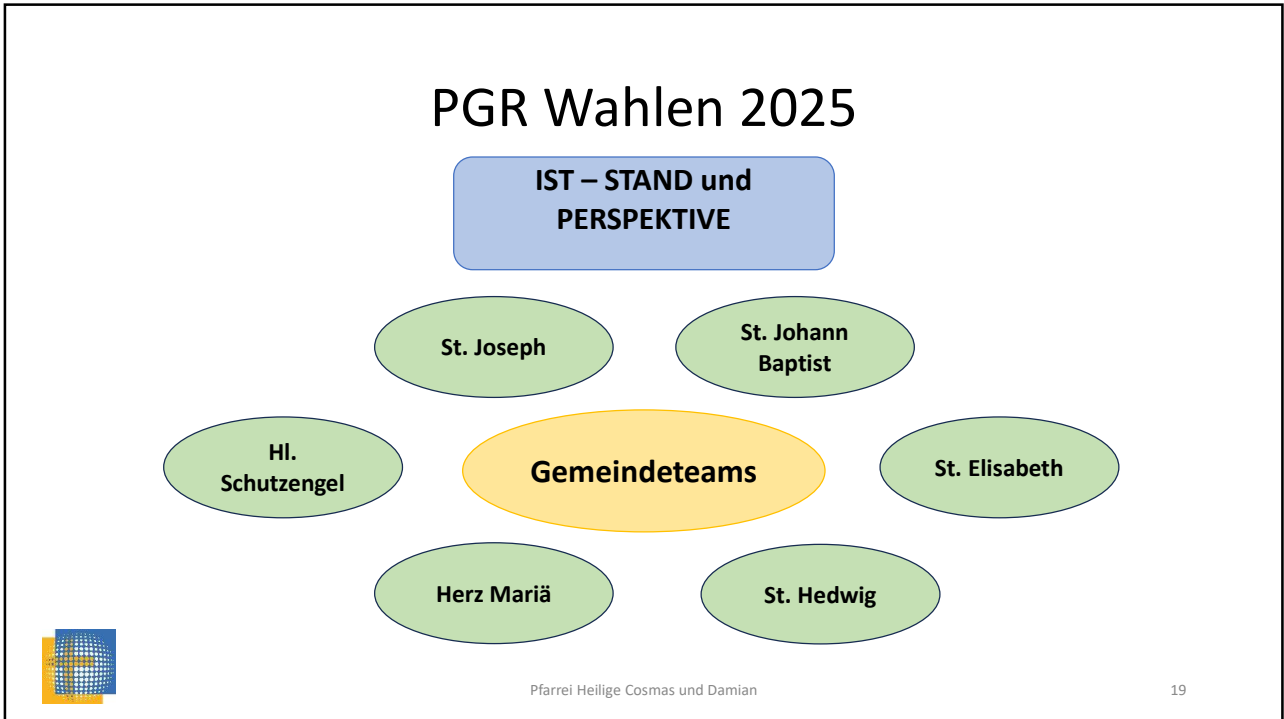 PGR Wahlen 2025
IST – STAND und
PERSPEKTIVE
St. Joseph
St. Johann
Baptist
Hl.
Schutzengel
Gemeindeteams
St. Elisabeth
Herz Mariä
St. Hedwig
Pfarrei Heilige Cosmas und Damian
19